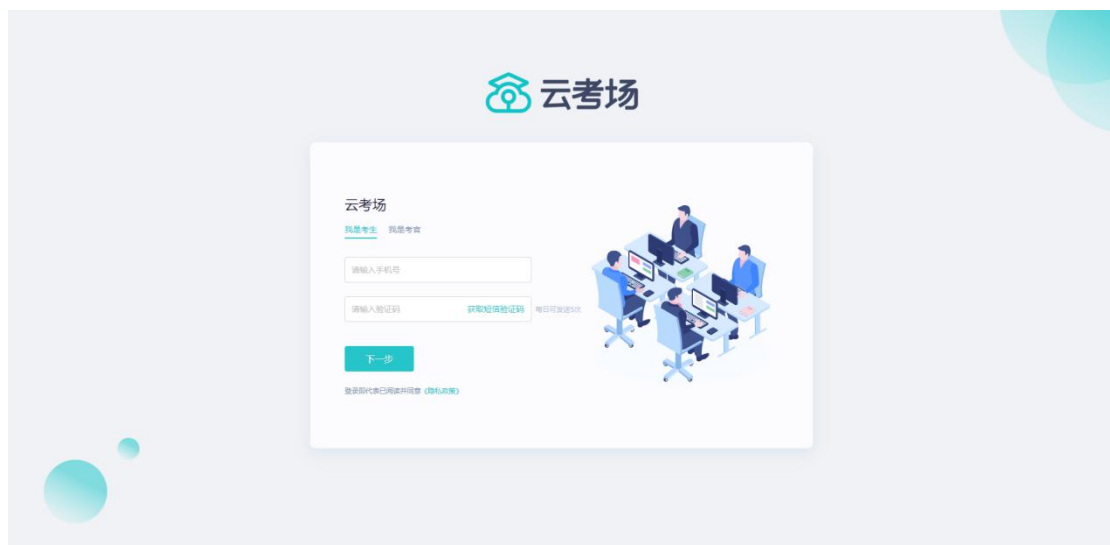 云考场
云考场
我是考生 我是考官
请输入手机号
请输入验证码 获取短信验证码 每日可发送5次
下一步
登录即代表已阅读并同意《隐私政策》